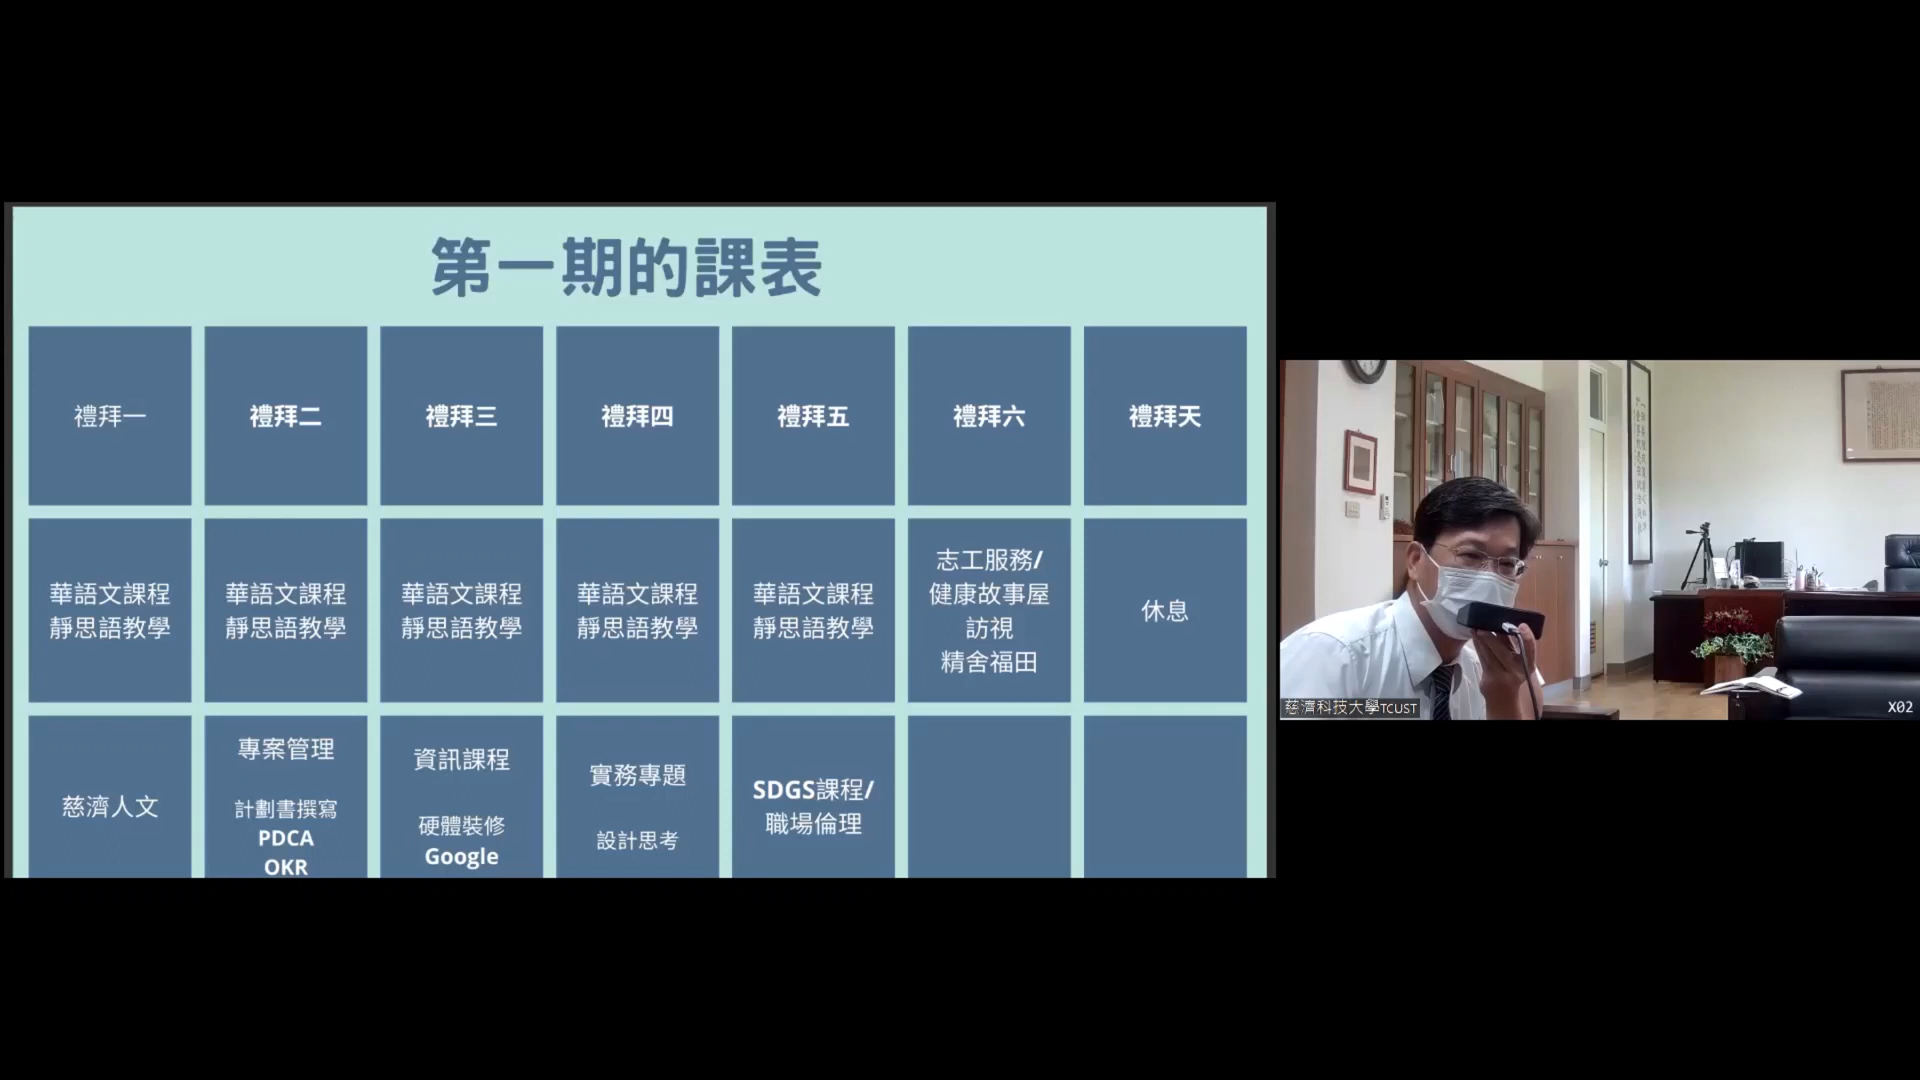 第一期的課表
禮拜一
禮拜二
禮拜三
禮拜四
禮拜五
禮拜六
禮拜天
華語文課程
靜思語教學
華語文課程
靜思語教學
華語文課程
靜思語教學
華語文課程
靜思語教學
華語文課程
靜思語教學
志工服務/
健康故事屋
訪視
精舍福田
休息
慈濟人文
專案管理
計劃書撰寫
PDCA
OKR
資訊課程
硬體裝修
Google
實務專題
設計思考
SDGS課程/
職場倫理
慈濟科技大學TCUST
X02